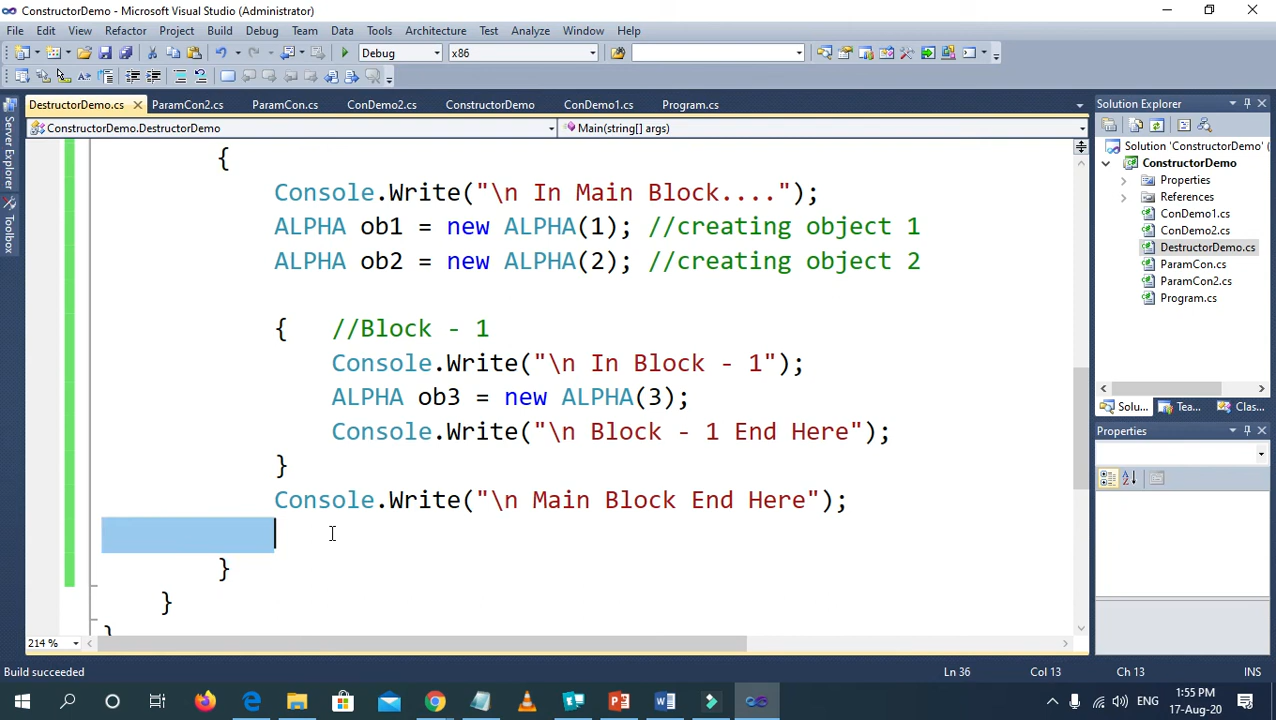 ConstructorDemo - Microsoft Visual Studio (Administrator)
File Edit View Refactor Project Build Debug Team Data Tools Architecture Test Analyze Window Help
Debug x86
DestructorDemo.cs ParamCon2.cs ParamCon.cs ConDemo2.cs ConstructorDemo ConDemo1.cs Program.cs
ConstructorDemo.DestructorDemo Main(string[] args)
{
Console.Write("\n In Main Block....");
ALPHA ob1 = new ALPHA(1); //creating object 1
ALPHA ob2 = new ALPHA(2); //creating object 2
{ //Block - 1
Console.Write("\n In Block - 1");
ALPHA ob3 = new ALPHA(3);
Console.Write("\n Block - 1 End Here");
}
Console.Write("\n Main Block End Here");
}
}
}
214 %
Server Explorer
Toolbox
Solution Explorer
Solution 'ConstructorDemo' (
ConstructorDemo
Properties
References
ConDemo1.cs
ConDemo2.cs
DestructorDemo.cs
ParamCon.cs
ParamCon2.cs
Program.cs
Solu... Tea... Clas...
Properties
Build succeeded Ln 36 Col 13 Ch 13 INS
ENG 1:55 PM
17-Aug-20